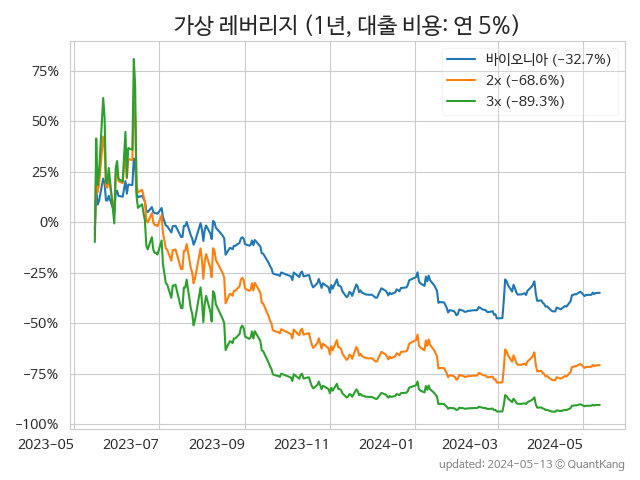 가상 레버리지 (1년, 대출 비용: 연 5%)
바이오니아 (−32.7%)
2x (−68.6%)
3x (−89.3%)
75%
50%
25%
0%
−25%
−50%
−75%
−100%
2023-05 2023-07 2023-09 2023-11 2024-01 2024-03 2024-05
updated: 2024-05-13 ⓒ QuantKang